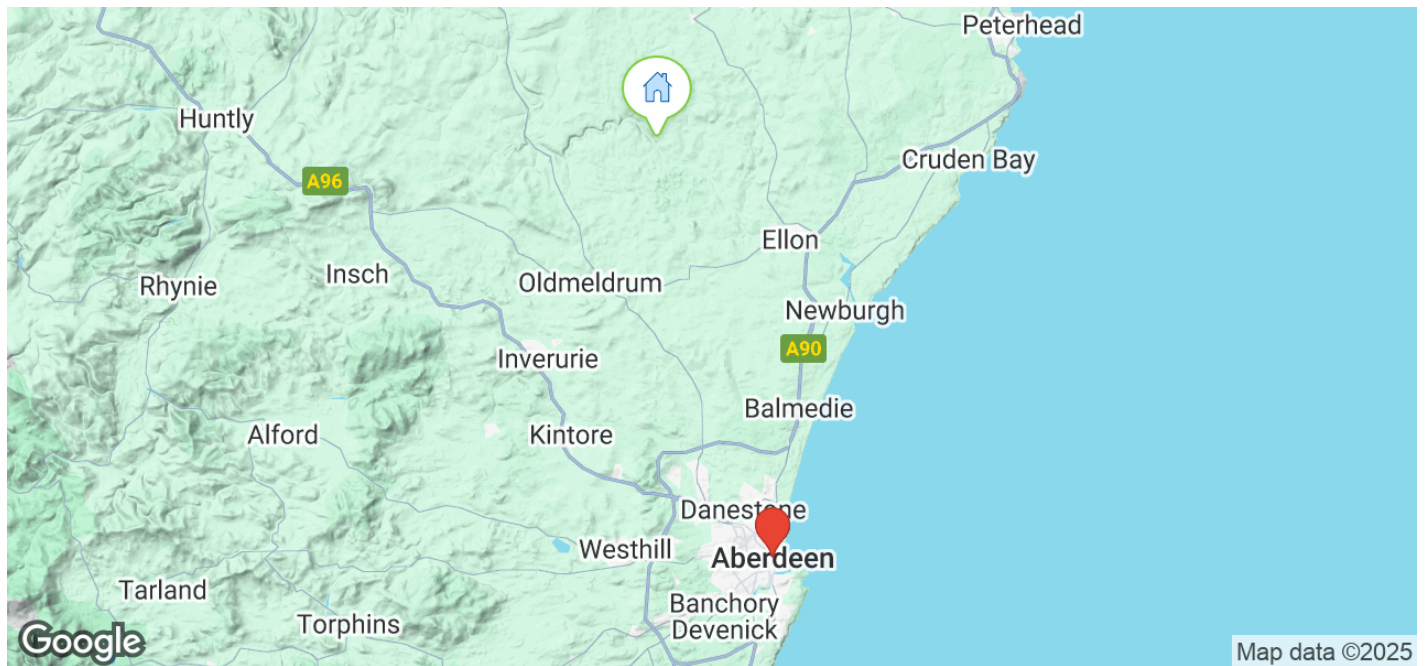 Peterhead
Huntly
Cruden Bay
A96
Ellon
Insch
Oldmeldrum
Rhynie
Newburgh
A90
Inverurie
Balmedie
Alford
Kintore
Danestone
Westhill
Aberdeen
Tarland
Banchory
Devenick
Torphins
Google
Map data ©2025